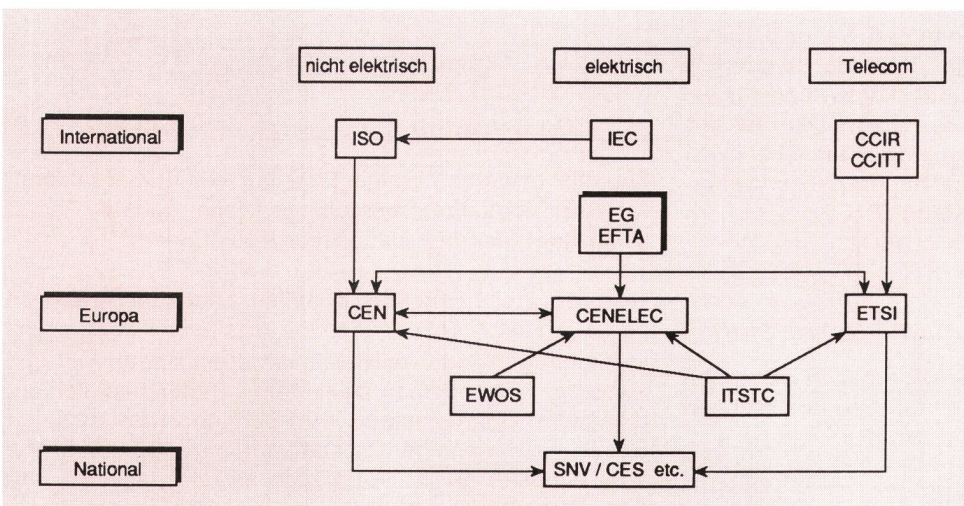 nicht elektrisch
elektrisch
Telecom
International
ISO
IEC
CCIR
CCITT
EG
EFTA
Europa
CEN
CENELEC
ETSI
EWOS
ITSTC
National
SNV / CES etc.